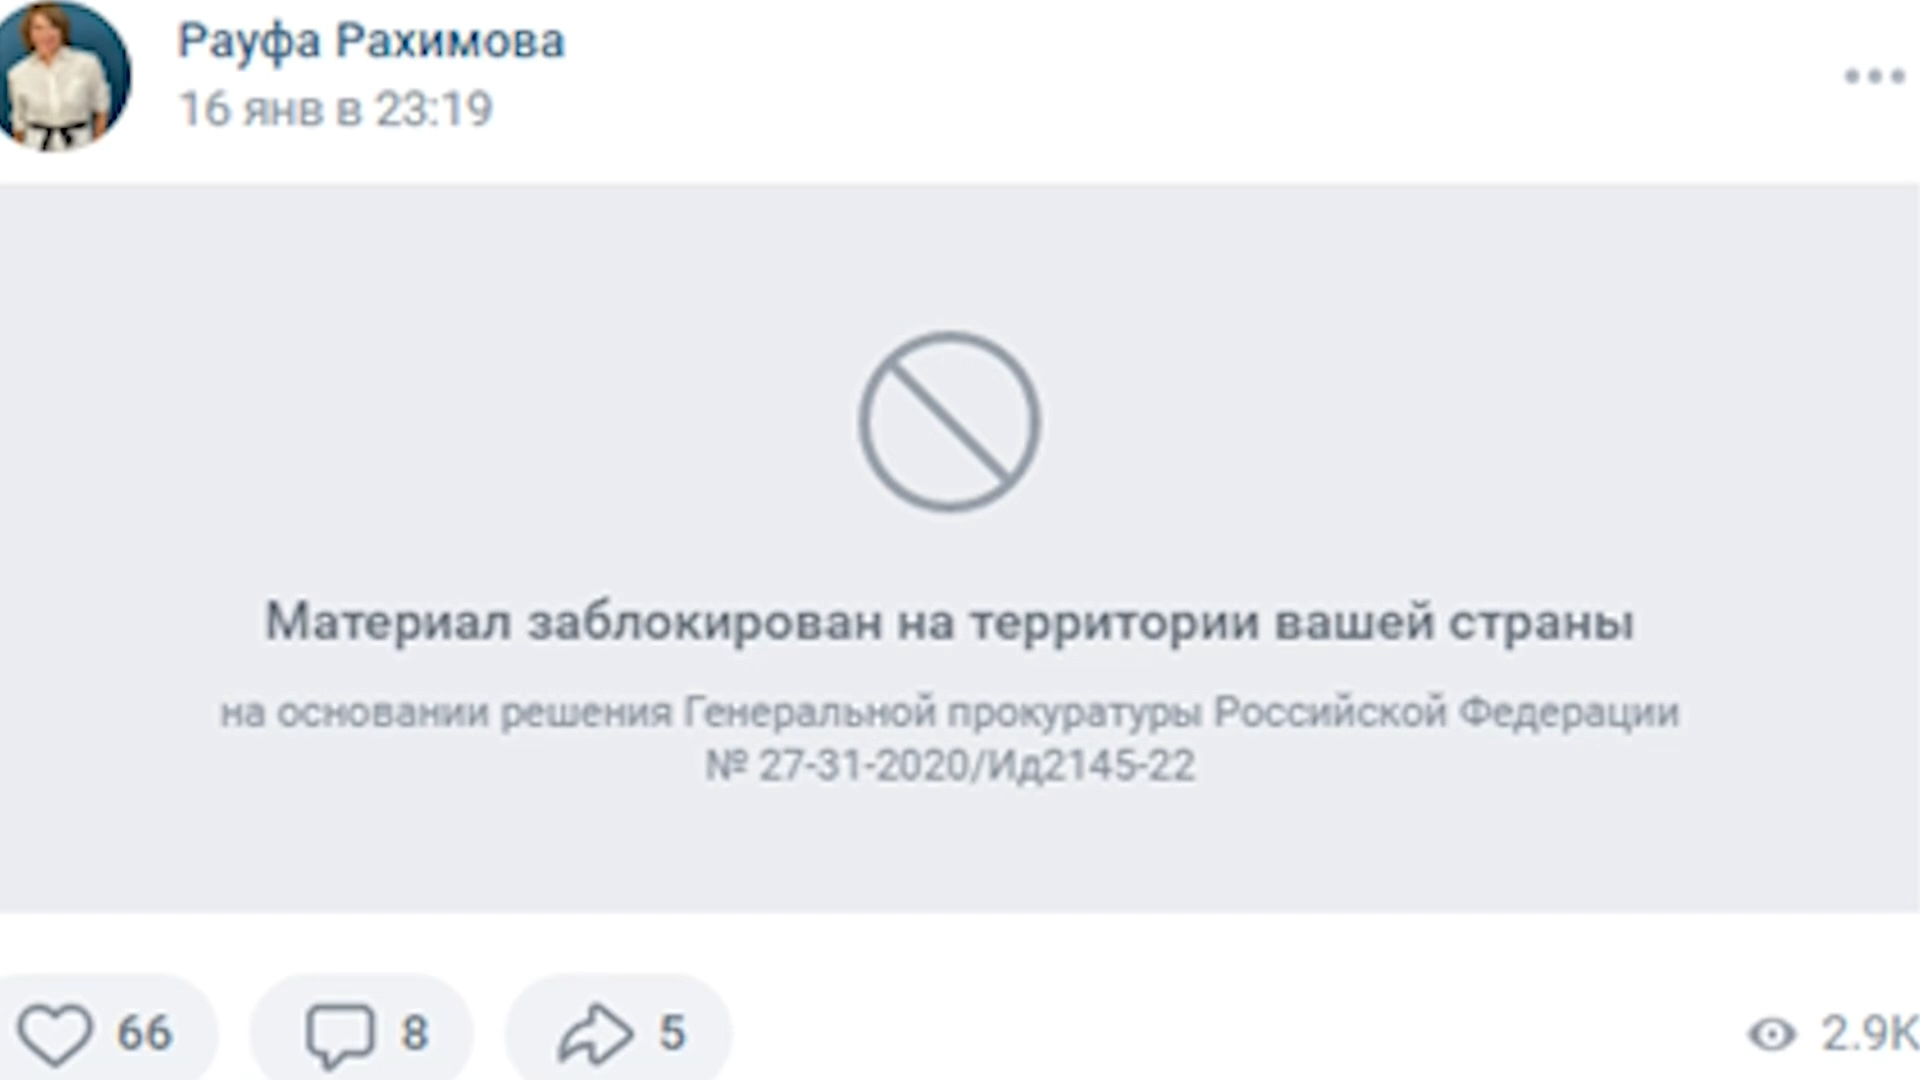 Рауфа Рахимова
16 янв в 23:19
Материал заблокирован на территории вашей страны
на основании решения Генеральной прокуратуры Российской Федерации
№ 27-31-2020/Ид2145-22
66
8
5
2.9K